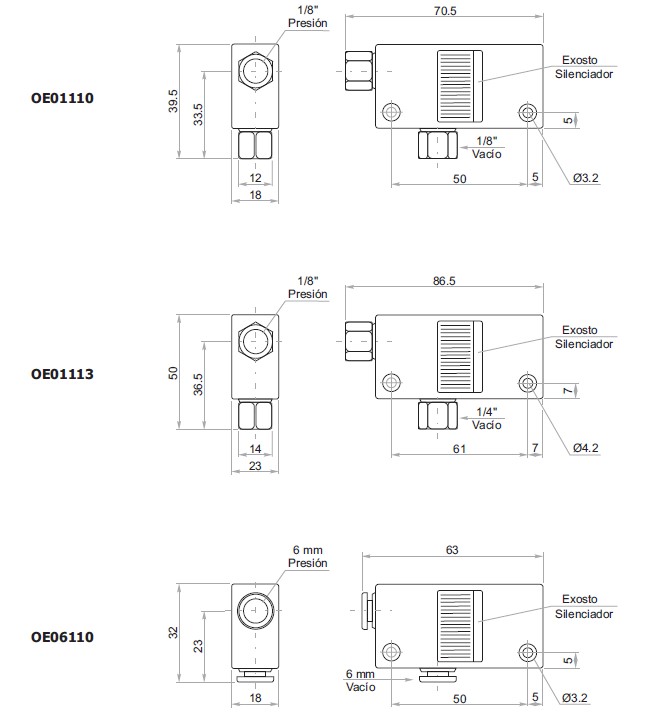 OE01110
1/8"
Presión
39.5
33.5
12
18
70.5
Exosto
Silenciador
5
1/8"
Vacío
50
5
Ø3.2
OE01113
1/8"
Presión
50
36.5
14
23
86.5
Exosto
Silenciador
7
1/4"
Vacío
61
7
Ø4.2
OE06110
6 mm
Presión
32
23
18
63
Exosto
Silenciador
5
6 mm
Vacío
50
5
Ø3.2